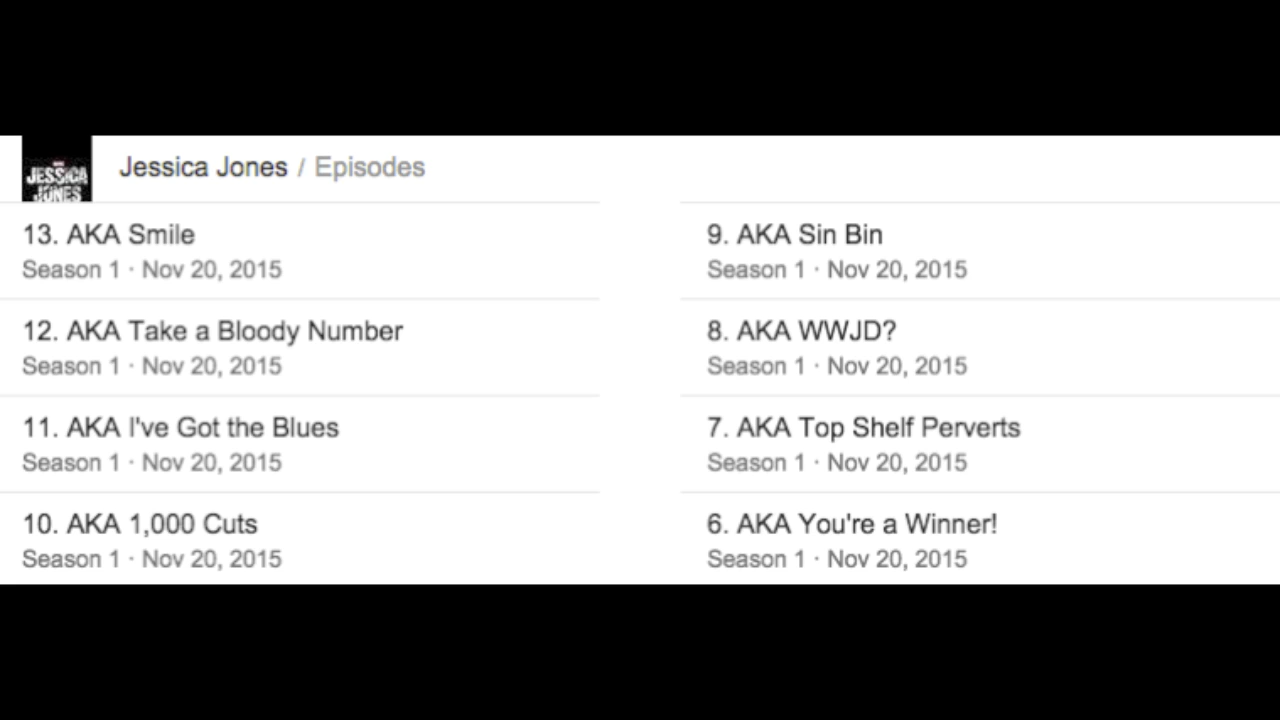 JESSICA
JONES
Jessica Jones / Episodes
13. AKA Smile
Season 1 · Nov 20, 2015
12. AKA Take a Bloody Number
Season 1 · Nov 20, 2015
11. AKA I've Got the Blues
Season 1 · Nov 20, 2015
10. AKA 1,000 Cuts
Season 1 · Nov 20, 2015
9. AKA Sin Bin
Season 1 · Nov 20, 2015
8. AKA WWJD?
Season 1 · Nov 20, 2015
7. AKA Top Shelf Perverts
Season 1 · Nov 20, 2015
6. AKA You're a Winner!
Season 1 · Nov 20, 2015